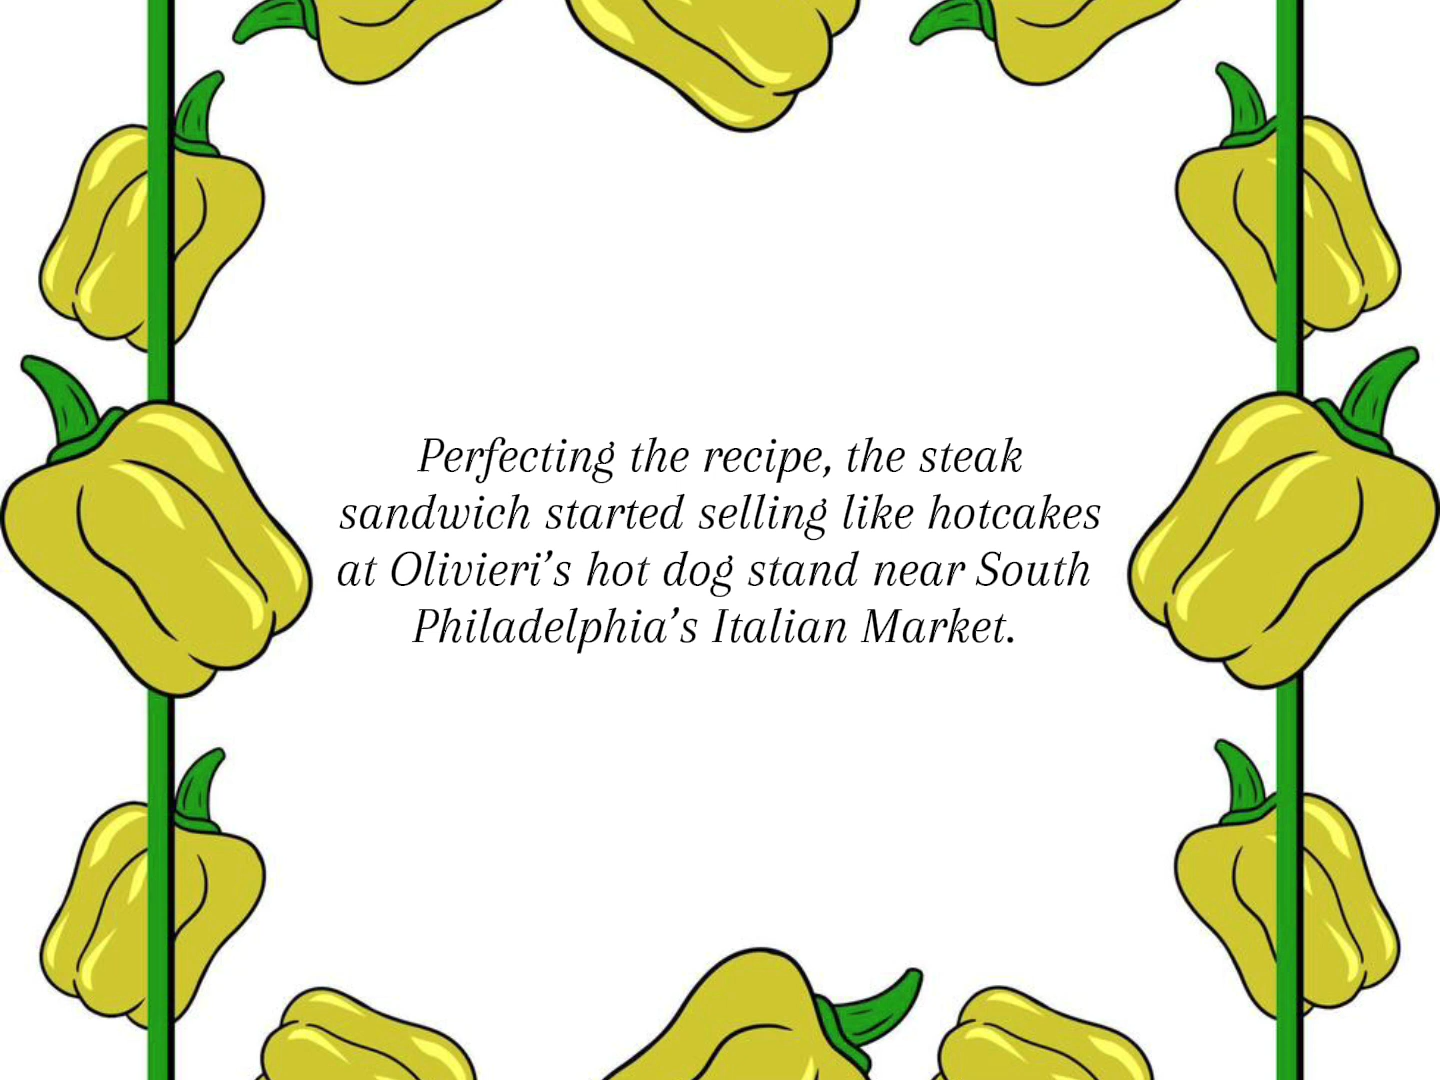 Perfecting the recipe, the steak
sandwich started selling like hotcakes
at Olivieri’s hot dog stand near South
Philadelphia’s Italian Market.